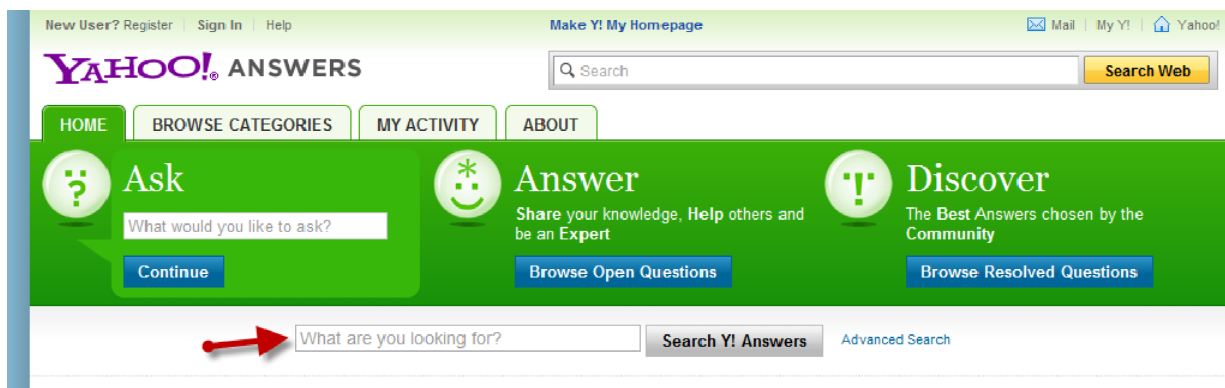 New User? Register | Sign In | Help
Make Y! My Homepage
Mail | My Y! | Yahoo!
YAHOO!® ANSWERS
Search
Search Web
HOME
BROWSE CATEGORIES
MY ACTIVITY
ABOUT
Ask
What would you like to ask?
Continue
Answer
Share your knowledge, Help others and
be an Expert
Browse Open Questions
Discover
The Best Answers chosen by the
Community
Browse Resolved Questions
What are you looking for?
Search Y! Answers
Advanced Search